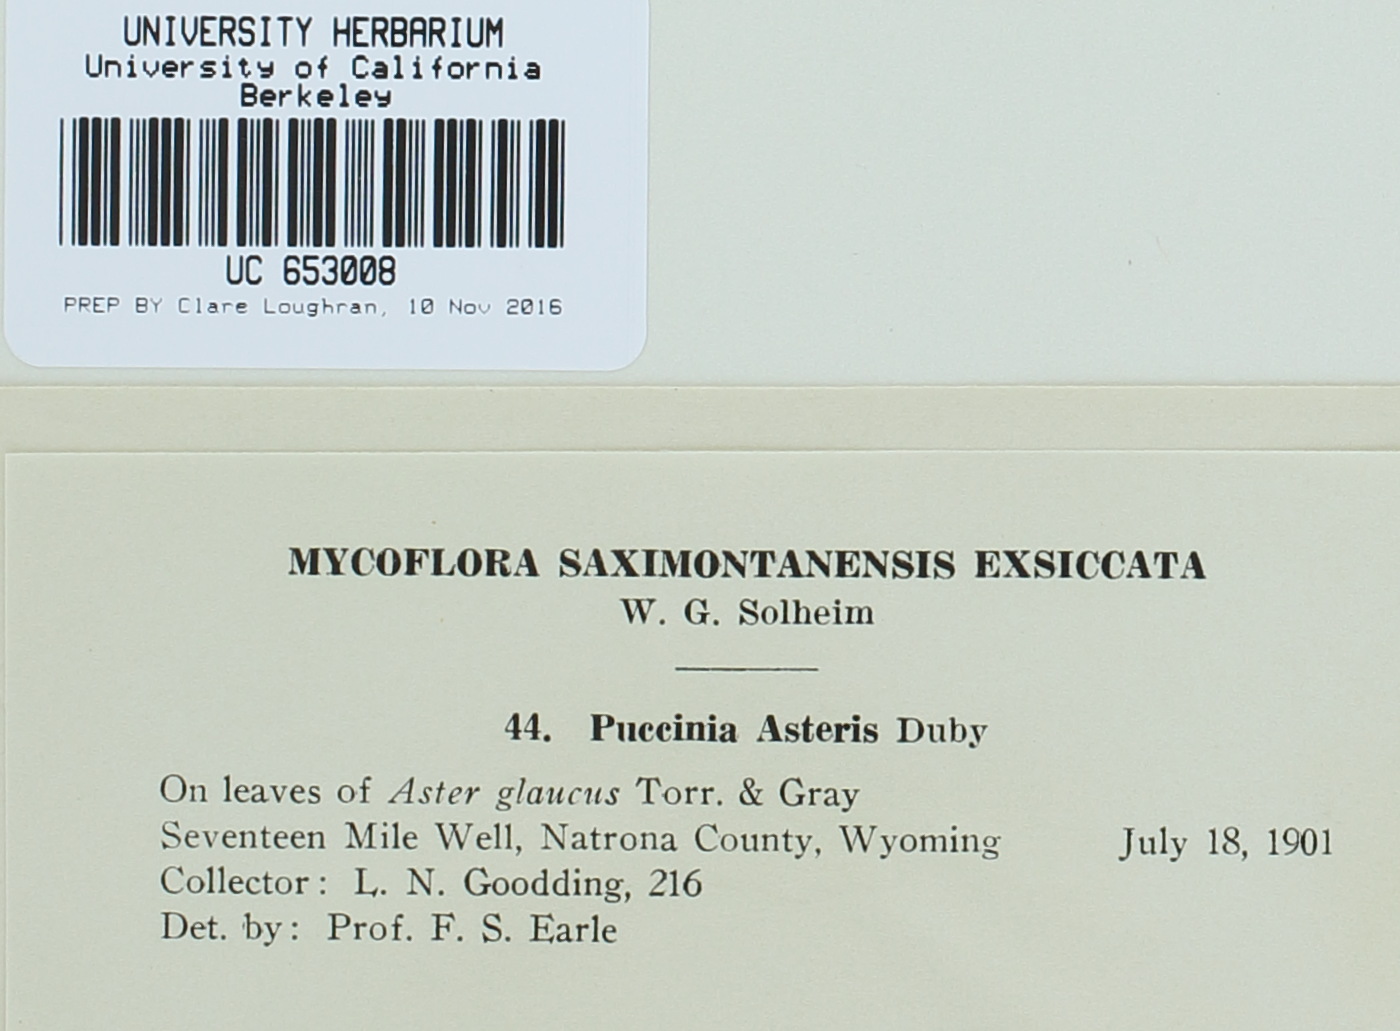 UNIVERSITY HERBARIUM
University of California
Berkeley
UC 653008
PREP BY Clare Loughran, 10 Nov 2016
MYCOFLORA SAXIMONTANENSIS EXSICCATA
W. G. Solheim
44. Puccinia Asteris Duby
On leaves of Aster glaucus Torr. & Gray
Seventeen Mile Well, Natrona County, Wyoming July 18, 1901
Collector: L. N. Goodding, 216
Det. by: Prof. F. S. Earle